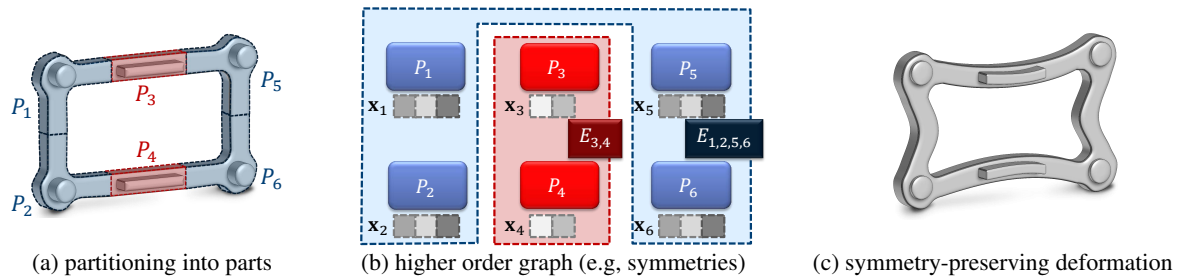 P₁
P₂
P₃
P₄
P₅
P₆
P₁
P₃
P₅
𝐱₁
𝐱₃
𝐱₅
E₃,₄
E₁,₂,₅,₆
P₂
P₄
P₆
𝐱₂
𝐱₄
𝐱₆
(a) partitioning into parts
(b) higher order graph (e.g, symmetries)
(c) symmetry-preserving deformation